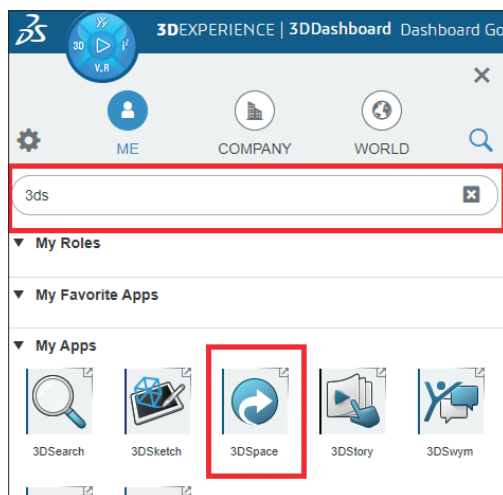 3DEXPERIENCE | 3DDashboard Dashboard Go
3D
V.R
ME COMPANY WORLD
3ds
My Roles
My Favorite Apps
My Apps
3DSearch 3DSketch 3DSpace 3DStory 3DSwym